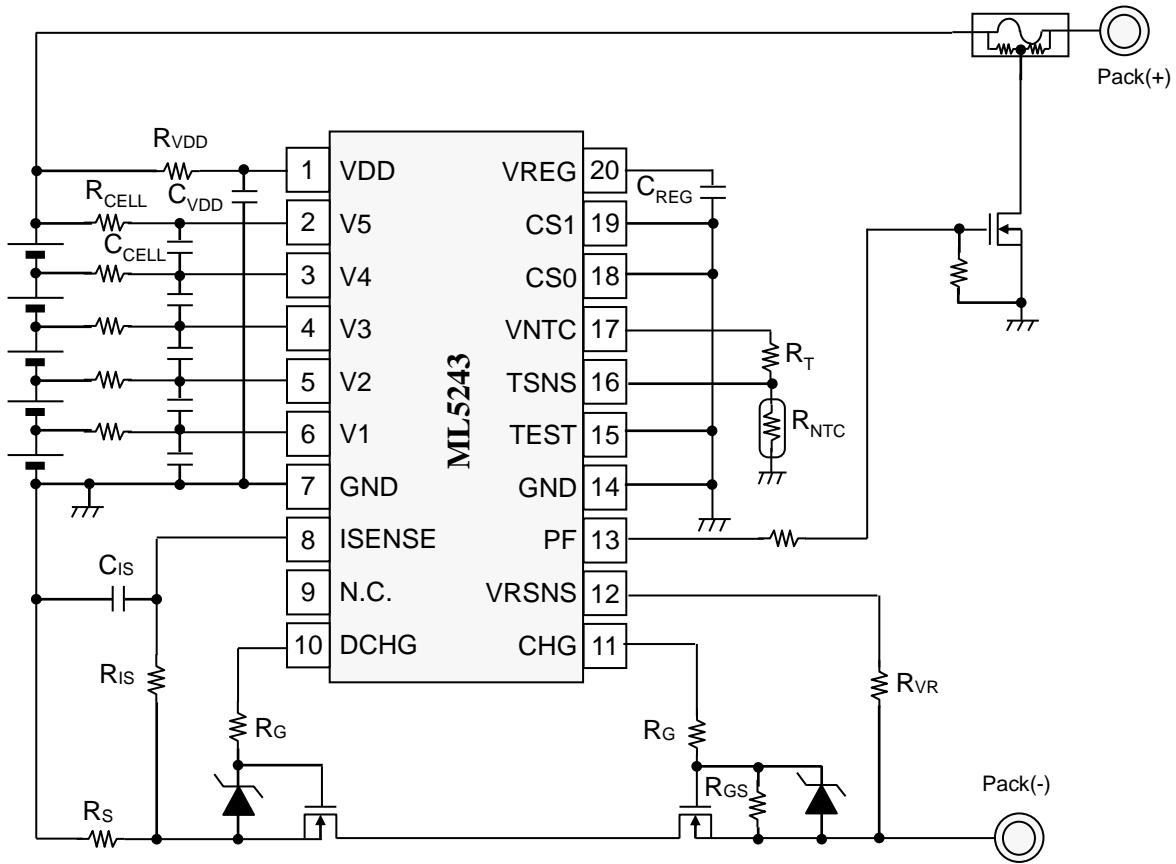 Pack(+)
RVDD
1 VDD VREG 20
RCELL CVDD CREG
2 V5 CS1 19
CCELL
3 V4 CS0 18
4 V3 VNTC 17
RT
5 V2 TSNS 16
ML5243
RNTC
6 V1 TEST 15
7 GND GND 14
8 ISENSE PF 13
CIS
9 N.C. VRSNS 12
10 DCHG CHG 11
RIS
RVR
RG RG
RGS
Pack(-)
RS